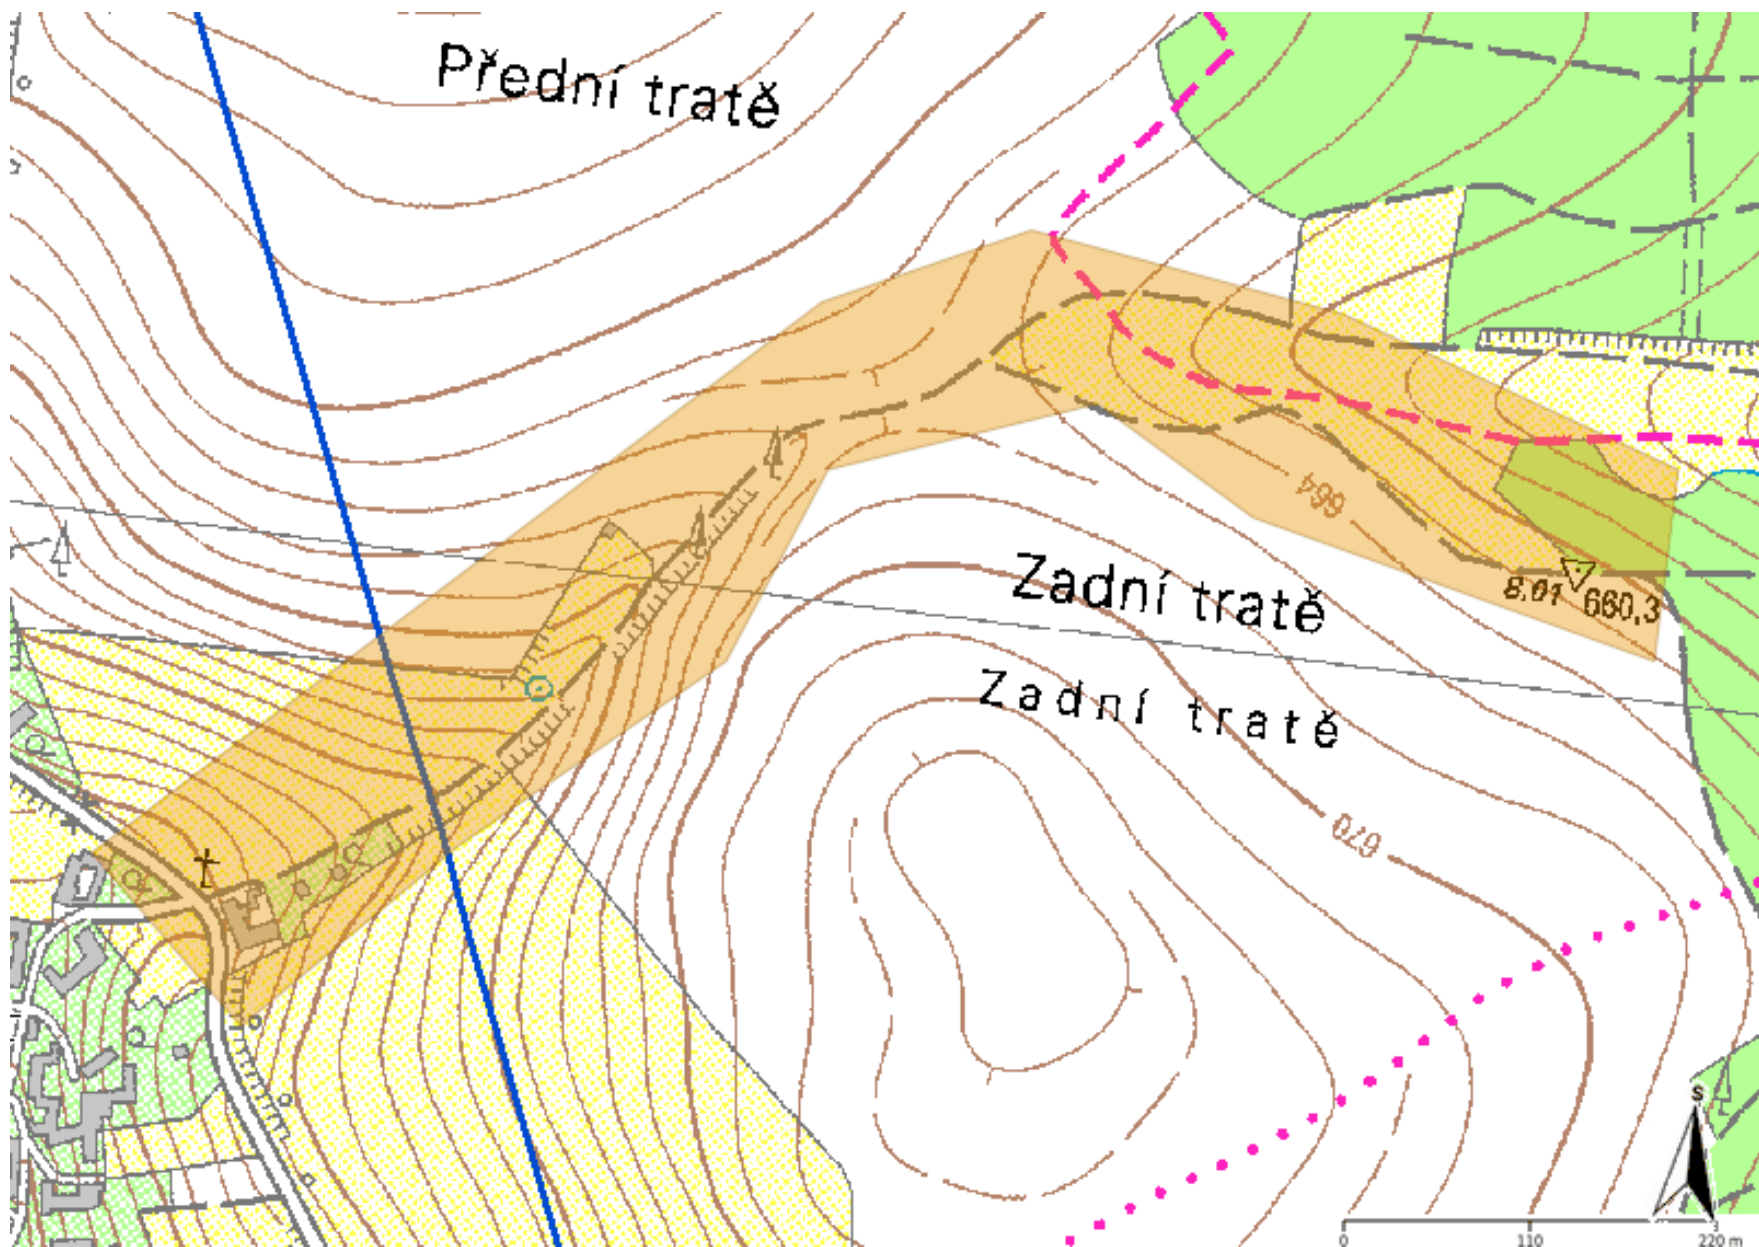 Přední tratě
664
Zadní tratě
8.01 660,3
Zadní tratě
670
S
0 110 220 m